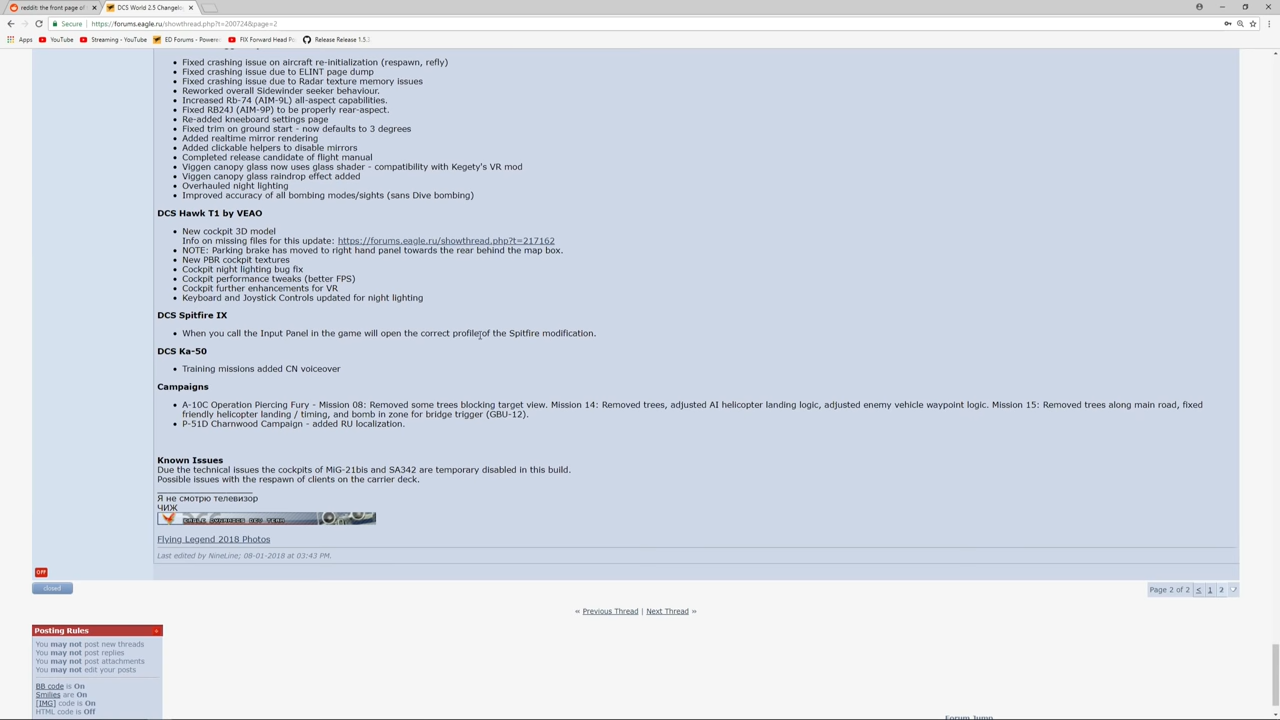 reddit: the front page of
DCS World 2.5 Changelo
Secure
https://forums.eagle.ru/showthread.php?t=200724&page=2
Apps
YouTube
Streaming - YouTube
ED Forums - Powere
FIX Forward Head Po
Release Release 1.5.
Fixed crashing issue on aircraft re-initialization (respawn, refly)
Fixed crashing issue due to ELINT page dump
Fixed crashing issue due to Radar texture memory issues
Reworked overall Sidewinder seeker behaviour.
Increased Rb-74 (AIM-9L) all-aspect capabilities.
Fixed RB24J (AIM-9P) to be properly rear-aspect.
Re-added kneeboard settings page
Fixed trim on ground start - now defaults to 3 degrees
Added realtime mirror rendering
Added clickable helpers to disable mirrors
Completed release candidate of flight manual
Viggen canopy glass now uses glass shader - compatibility with Kegety's VR mod
Viggen canopy glass raindrop effect added
Overhauled night lighting
Improved accuracy of all bombing modes/sights (sans Dive bombing)
DCS Hawk T1 by VEAO
New cockpit 3D model
Info on missing files for this update: https://forums.eagle.ru/showthread.php?t=217162
NOTE: Parking brake has moved to right hand panel towards the rear behind the map box.
New PBR cockpit textures
Cockpit night lighting bug fix
Cockpit performance tweaks (better FPS)
Cockpit further enhancements for VR
Keyboard and Joystick Controls updated for night lighting
DCS Spitfire IX
When you call the Input Panel in the game will open the correct profile of the Spitfire modification.
DCS Ka-50
Training missions added CN voiceover
Campaigns
A-10C Operation Piercing Fury - Mission 08: Removed some trees blocking target view. Mission 14: Removed trees, adjusted AI helicopter landing logic, adjusted enemy vehicle waypoint logic. Mission 15: Removed trees along main road, fixed
friendly helicopter landing / timing, and bomb in zone for bridge trigger (GBU-12).
P-51D Charnwood Campaign - added RU localization.
Known Issues
Due the technical issues the cockpits of MiG-21bis and SA342 are temporary disabled in this build.
Possible issues with the respawn of clients on the carrier deck.
Я не смотрю телевизор
ЧИЖ
EAGLE DYNAMICS DEV TEAM
Flying Legend 2018 Photos
Last edited by NineLine; 08-01-2018 at 03:43 PM.
OFF
closed
Page 2 of 2 < 1 2
« Previous Thread | Next Thread »
Posting Rules
You may not post new threads
You may not post replies
You may not post attachments
You may not edit your posts
BB code is On
Smilies are On
[IMG] code is On
HTML code is Off
Forum Jump